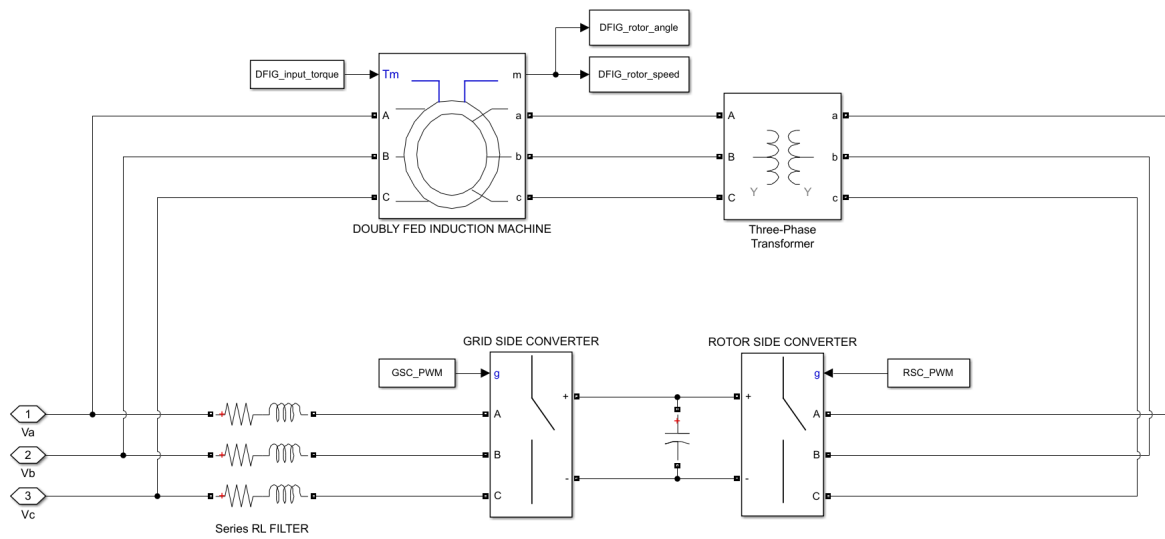 DFIG_rotor_angle
DFIG_input_torque
Tm
m
DFIG_rotor_speed
A
a
A
a
B
b
B
b
C
c
C
c
Y
Y
DOUBLY FED INDUCTION MACHINE
Three-Phase
Transformer
GRID SIDE CONVERTER
ROTOR SIDE CONVERTER
GSC_PWM
g
g
RSC_PWM
+
+
1
+
A
+
A
Va
2
+
B
B
Vb
3
+
C
-
-
C
Vc
Series RL FILTER